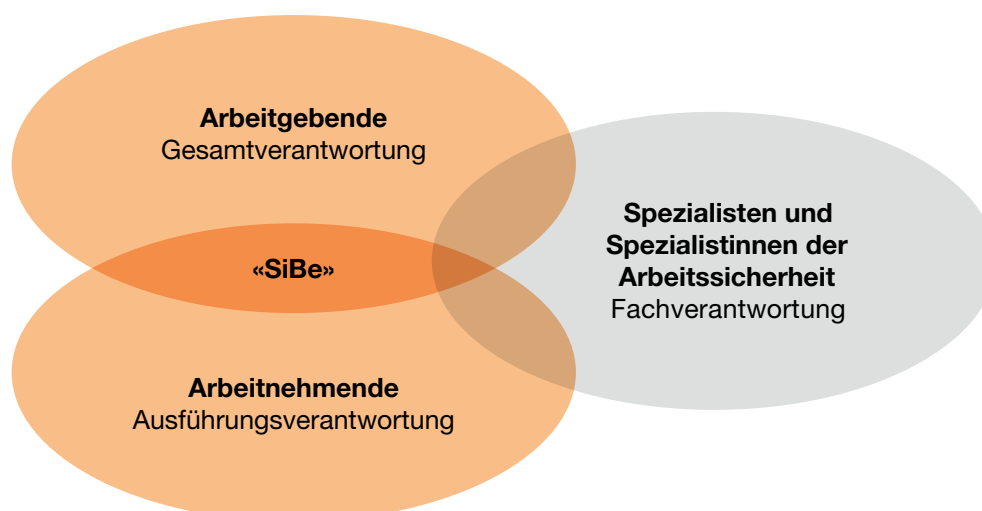 Arbeitgebende
Gesamtverantwortung
«SiBe»
Arbeitnehmende
Ausführungsverantwortung
Spezialisten und
Spezialistinnen der
Arbeitssicherheit
Fachverantwortung